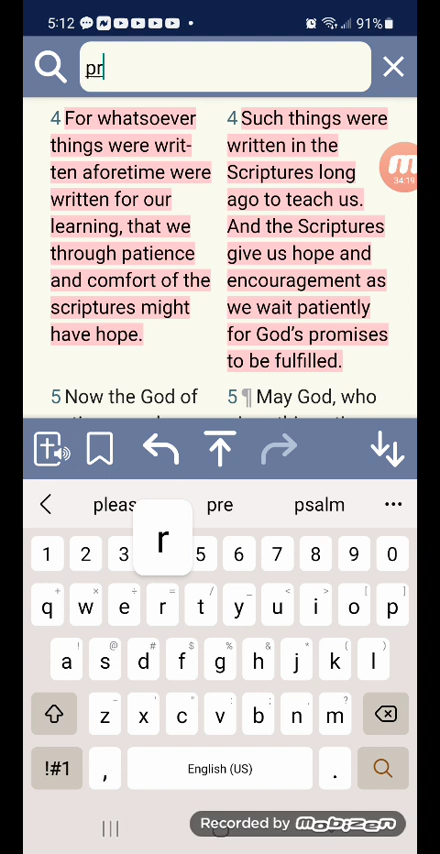 5:12 91%
pr
4 For whatsoever
things were writ-
ten aforetime were
written for our
learning, that we
through patience
and comfort of the
scriptures might
have hope.
5 Now the God of
4 Such things were
written in the
Scriptures long
ago to teach us.
And the Scriptures
give us hope and
encouragement as
we wait patiently
for God’s promises
to be fulfilled.
5 ¶ May God, who
34:19
pleas pre psalm ...
r
1 2 3 5 6 7 8 9 0
q w e r t y u i o p
a s d f g h j k l
z x c v b n m
!#1 , English (US) .
Recorded by mobizen